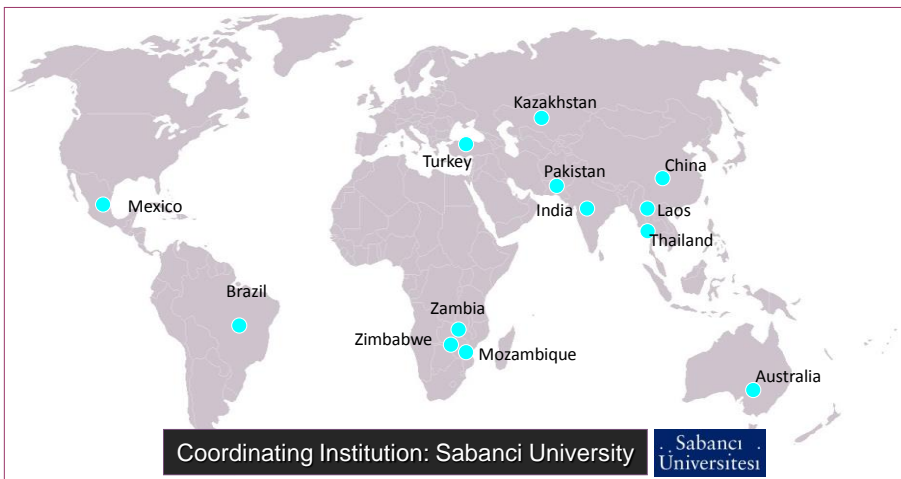 Kazakhstan
Turkey
Pakistan
China
Mexico
India
Laos
Thailand
Brazil
Zambia
Zimbabwe
Mozambique
Australia
Coordinating Institution: Sabanci University
Sabancı
Üniversitesi